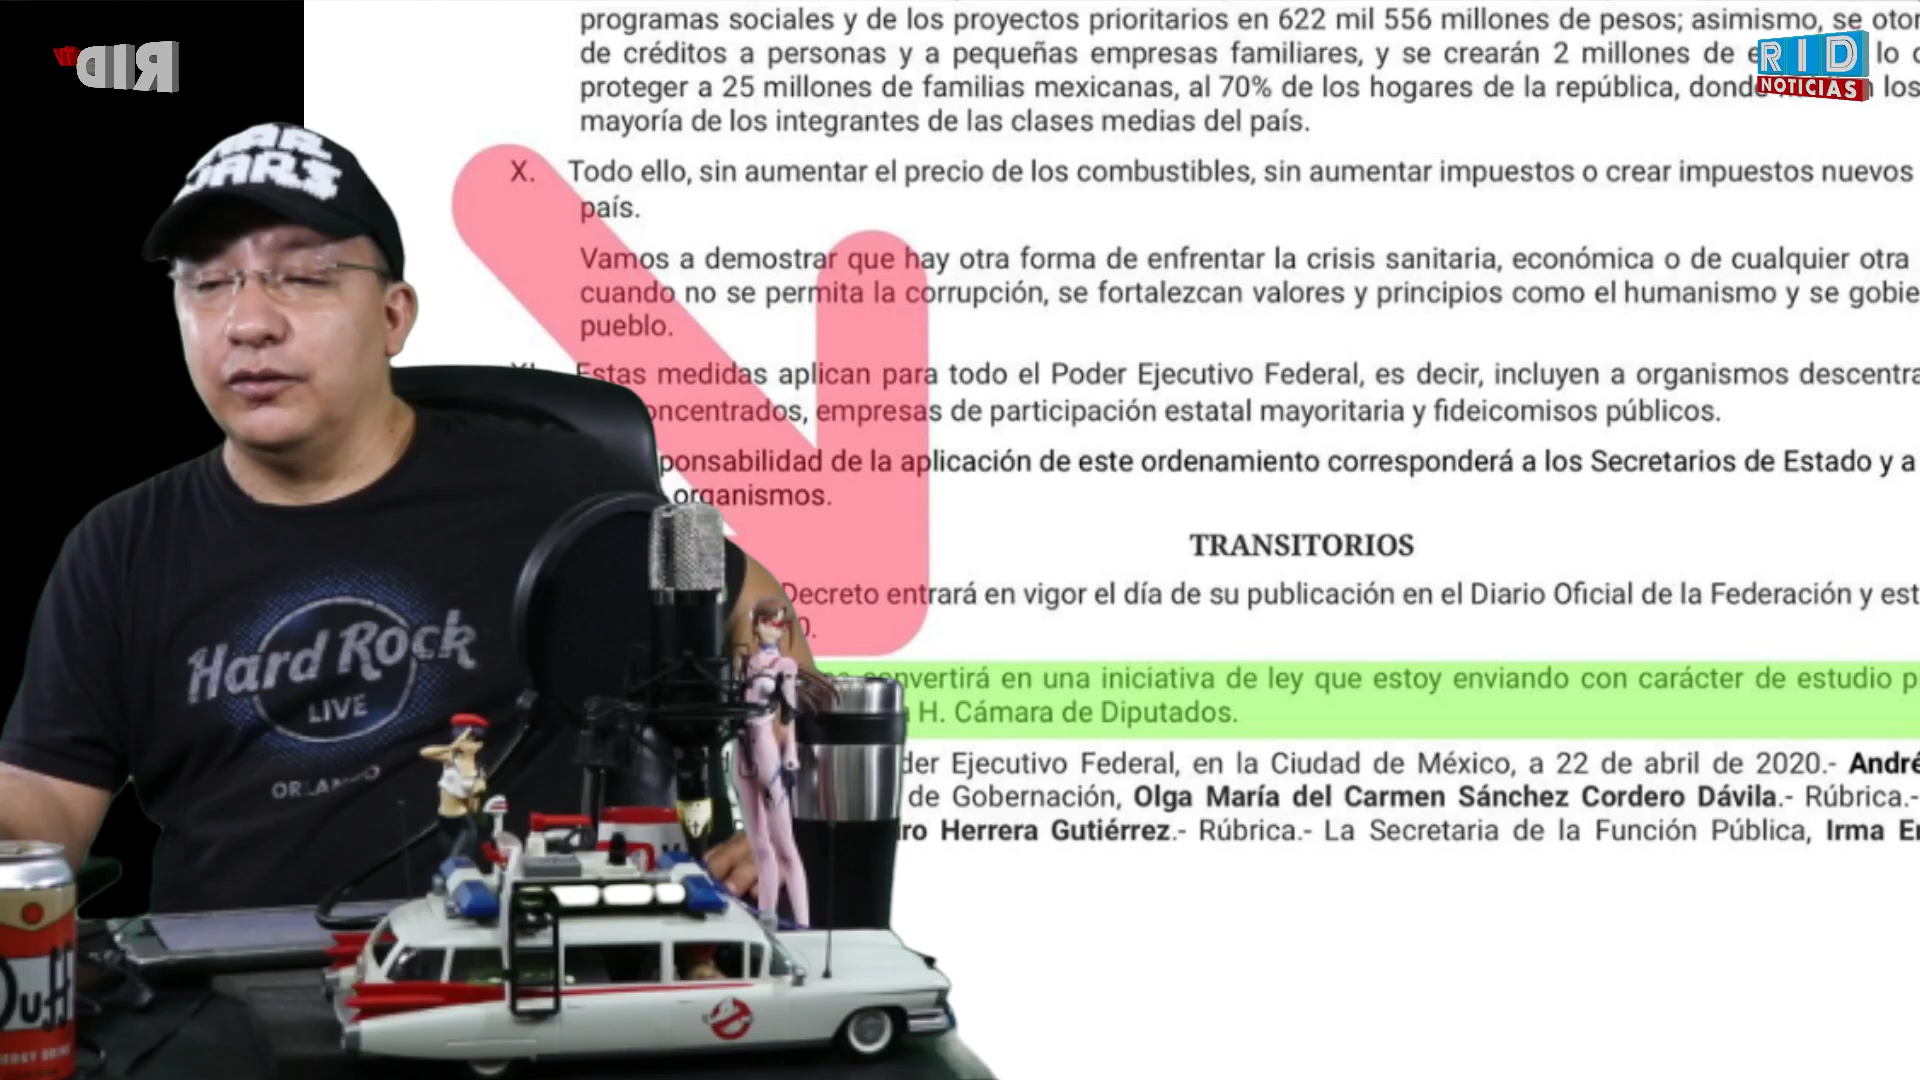 RID
RID
NOTICIAS
programas sociales y de los proyectos prioritarios en 622 mil 556 millones de pesos; asimismo, se
de créditos a personas y a pequeñas empresas familiares, y se crearán 2 millones de lo
proteger a 25 millones de familias mexicanas, al 70% de los hogares de la república, donde los
mayoría de los integrantes de las clases medias del país.
X. Todo ello, sin aumentar el precio de los combustibles, sin aumentar impuestos o crear impuestos nuevos
país.
Vamos a demostrar que hay otra forma de enfrentar la crisis sanitaria, económica o de cualquier otra
cuando no se permita la corrupción, se fortalezcan valores y principios como el humanismo y se gobie
pueblo.
Estas medidas aplican para todo el Poder Ejecutivo Federal, es decir, incluyen a organismos descentra
oncentrados, empresas de participación estatal mayoritaria y fideicomisos públicos.
ponsabilidad de la aplicación de este ordenamiento corresponderá a los Secretarios de Estado y a
organismos.
TRANSITORIOS
Decreto entrará en vigor el día de su publicación en el Diario Oficial de la Federación y est
0.
convertirá en una iniciativa de ley que estoy enviando con carácter de estudio p
H. Cámara de Diputados.
der Ejecutivo Federal, en la Ciudad de México, a 22 de abril de 2020.- André
de Gobernación, Olga María del Carmen Sánchez Cordero Dávila.- Rúbrica.-
ro Herrera Gutiérrez.- Rúbrica.- La Secretaria de la Función Pública, Irma
STAR
WARS
Hard Rock
LIVE
ORLANDO
Duff
ENERGY DRINK